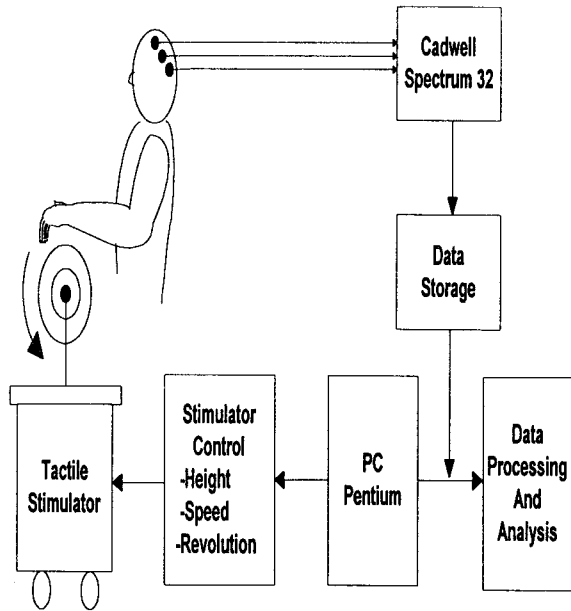 Cadwell
Spectrum 32
Data
Storage
Tactile
Stimulator
Stimulator
Control
-Height
-Speed
-Revolution
PC
Pentium
Data
Processing
And
Analysis